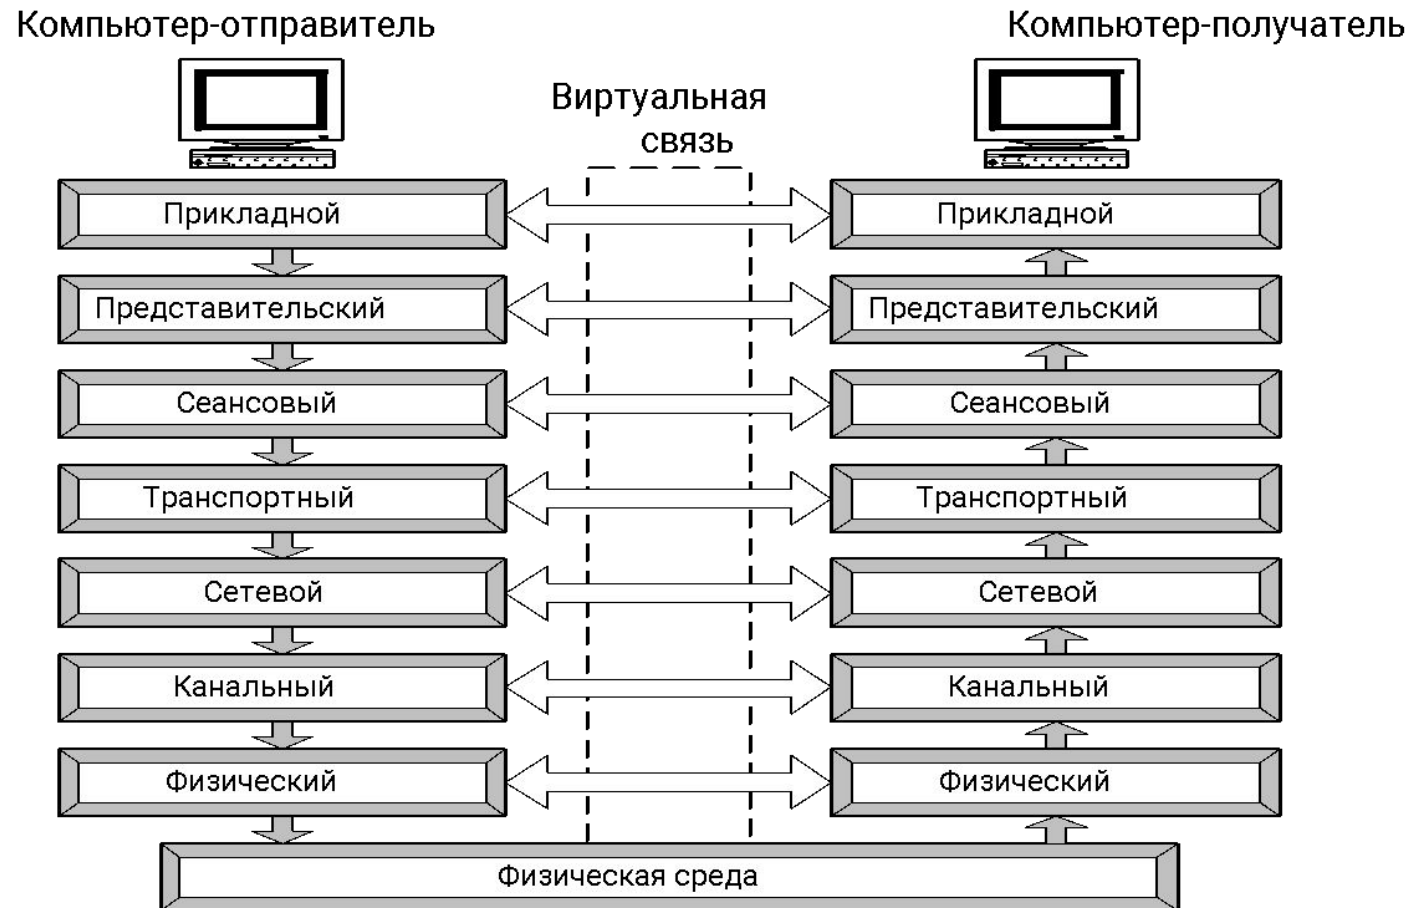 Компьютер-отправитель
Компьютер-получатель
Виртуальная
связь
Прикладной
Прикладной
Представительский
Представительский
Сеансовый
Сеансовый
Транспортный
Транспортный
Сетевой
Сетевой
Канальный
Канальный
Физический
Физический
Физическая среда